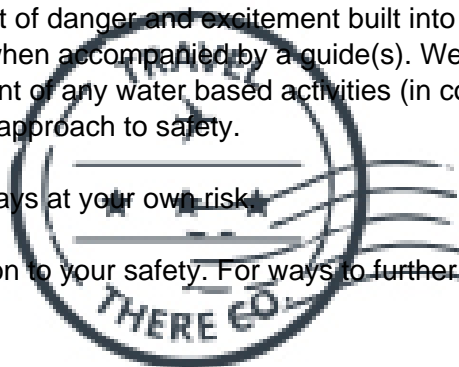 t of danger and excitement built into
when accompanied by a guide(s). We
nt of any water based activities (in co
approach to safety.
TRAVEL
ays at your own risk.
on to your safety. For ways to further
THERE CO.